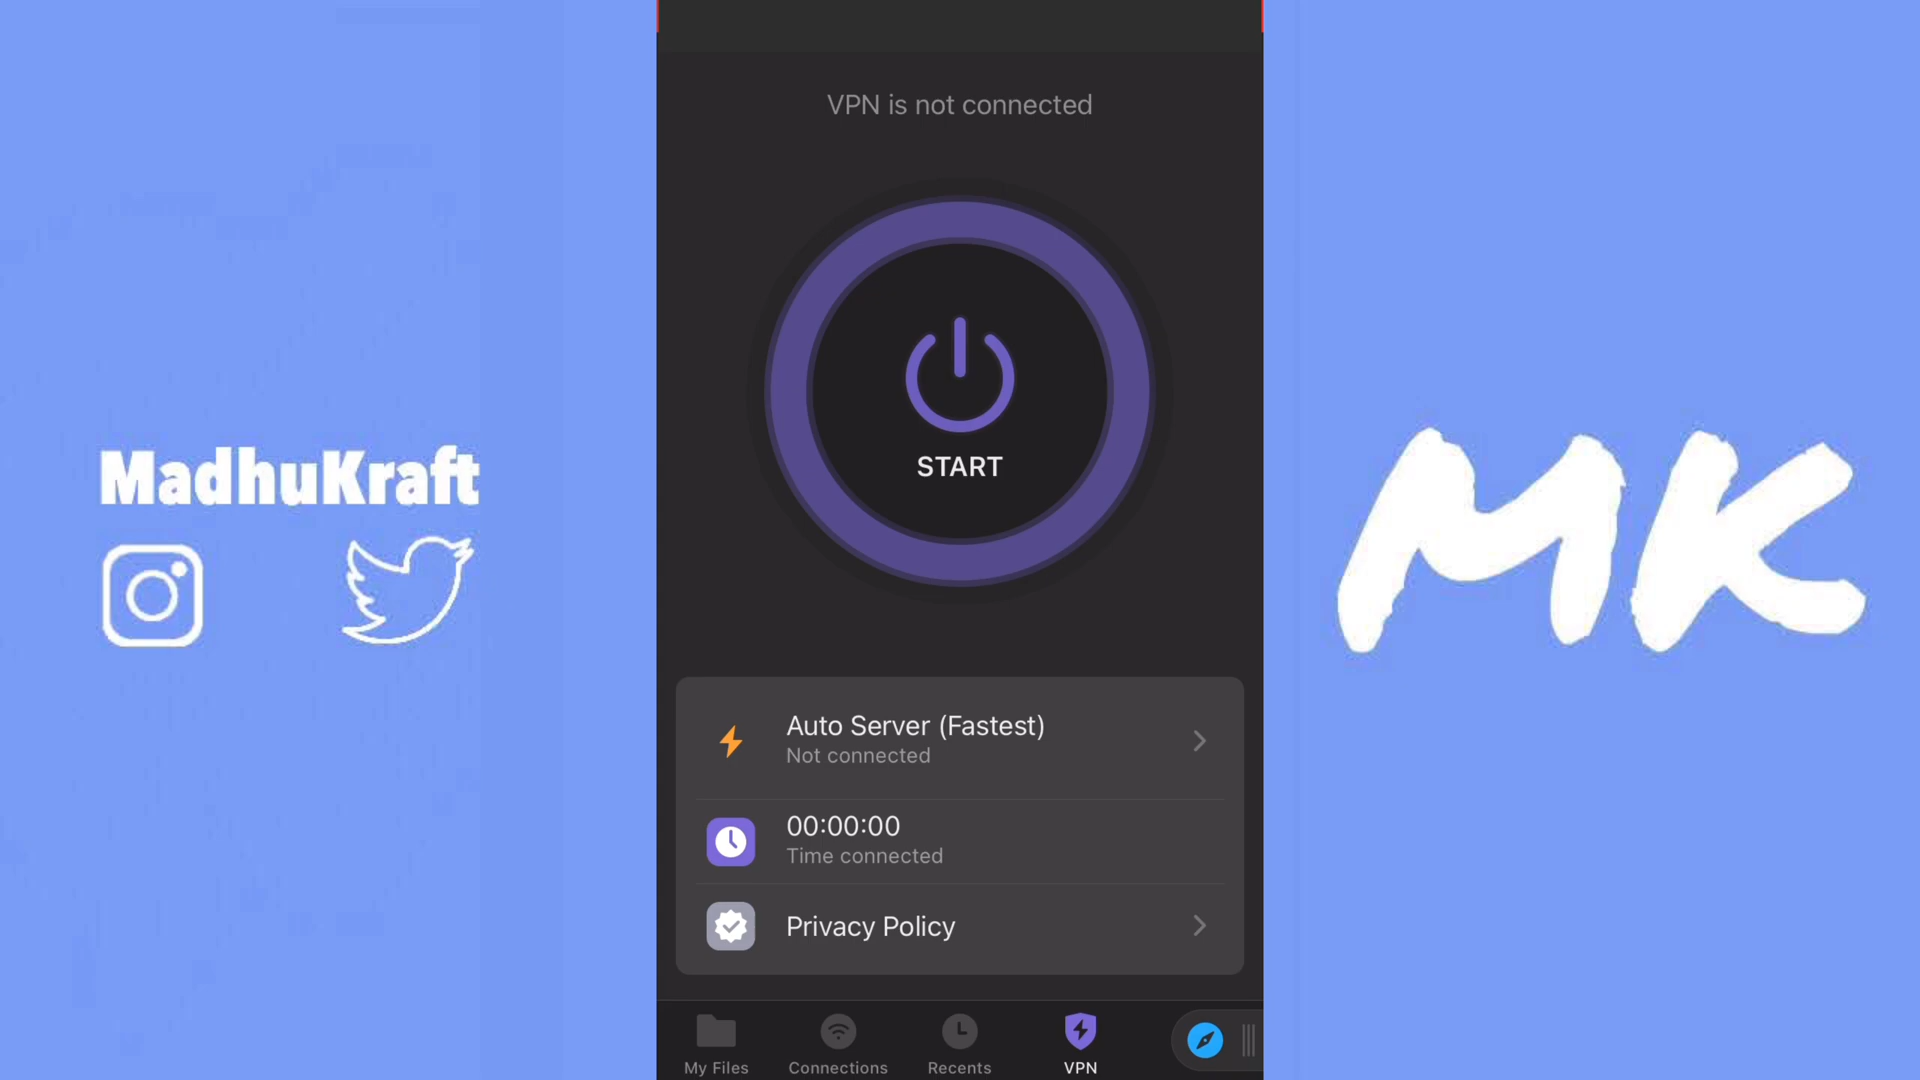 MadhuKraft
VPN is not connected
START
Auto Server (Fastest)
Not connected
00:00:00
Time connected
Privacy Policy
My Files
Connections
Recents
VPN
MK